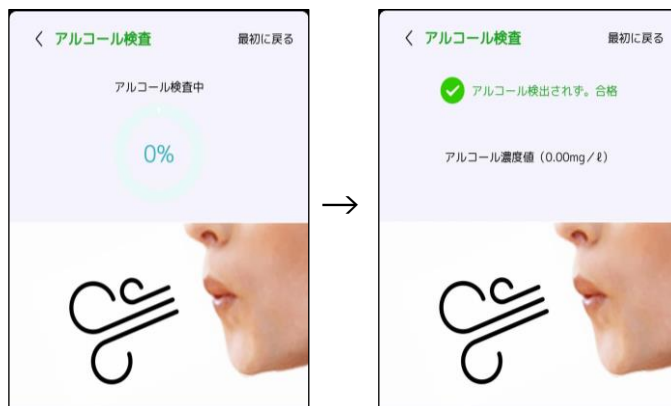 アルコール検査 最初に戻る
アルコール検査中
0%
アルコール検査 最初に戻る
アルコール検出されず。合格
アルコール濃度値（0.00mg／ℓ）